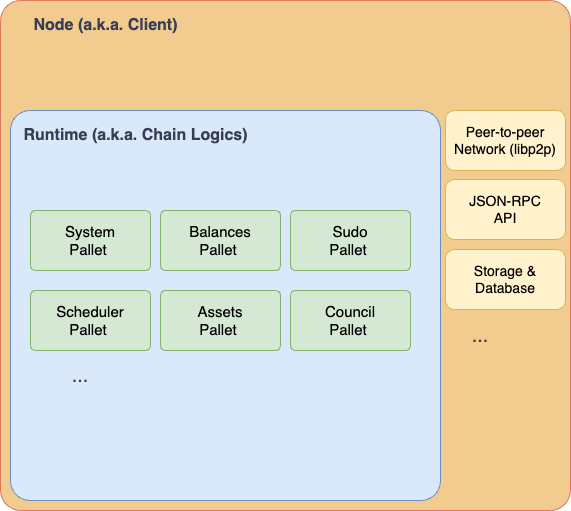 Node (a.k.a. Client)
Runtime (a.k.a. Chain Logics)
Peer-to-peer
Network (libp2p)
JSON-RPC
API
Storage &
Database
...
System
Pallet
Balances
Pallet
Sudo
Pallet
Scheduler
Pallet
Assets
Pallet
Council
Pallet
...